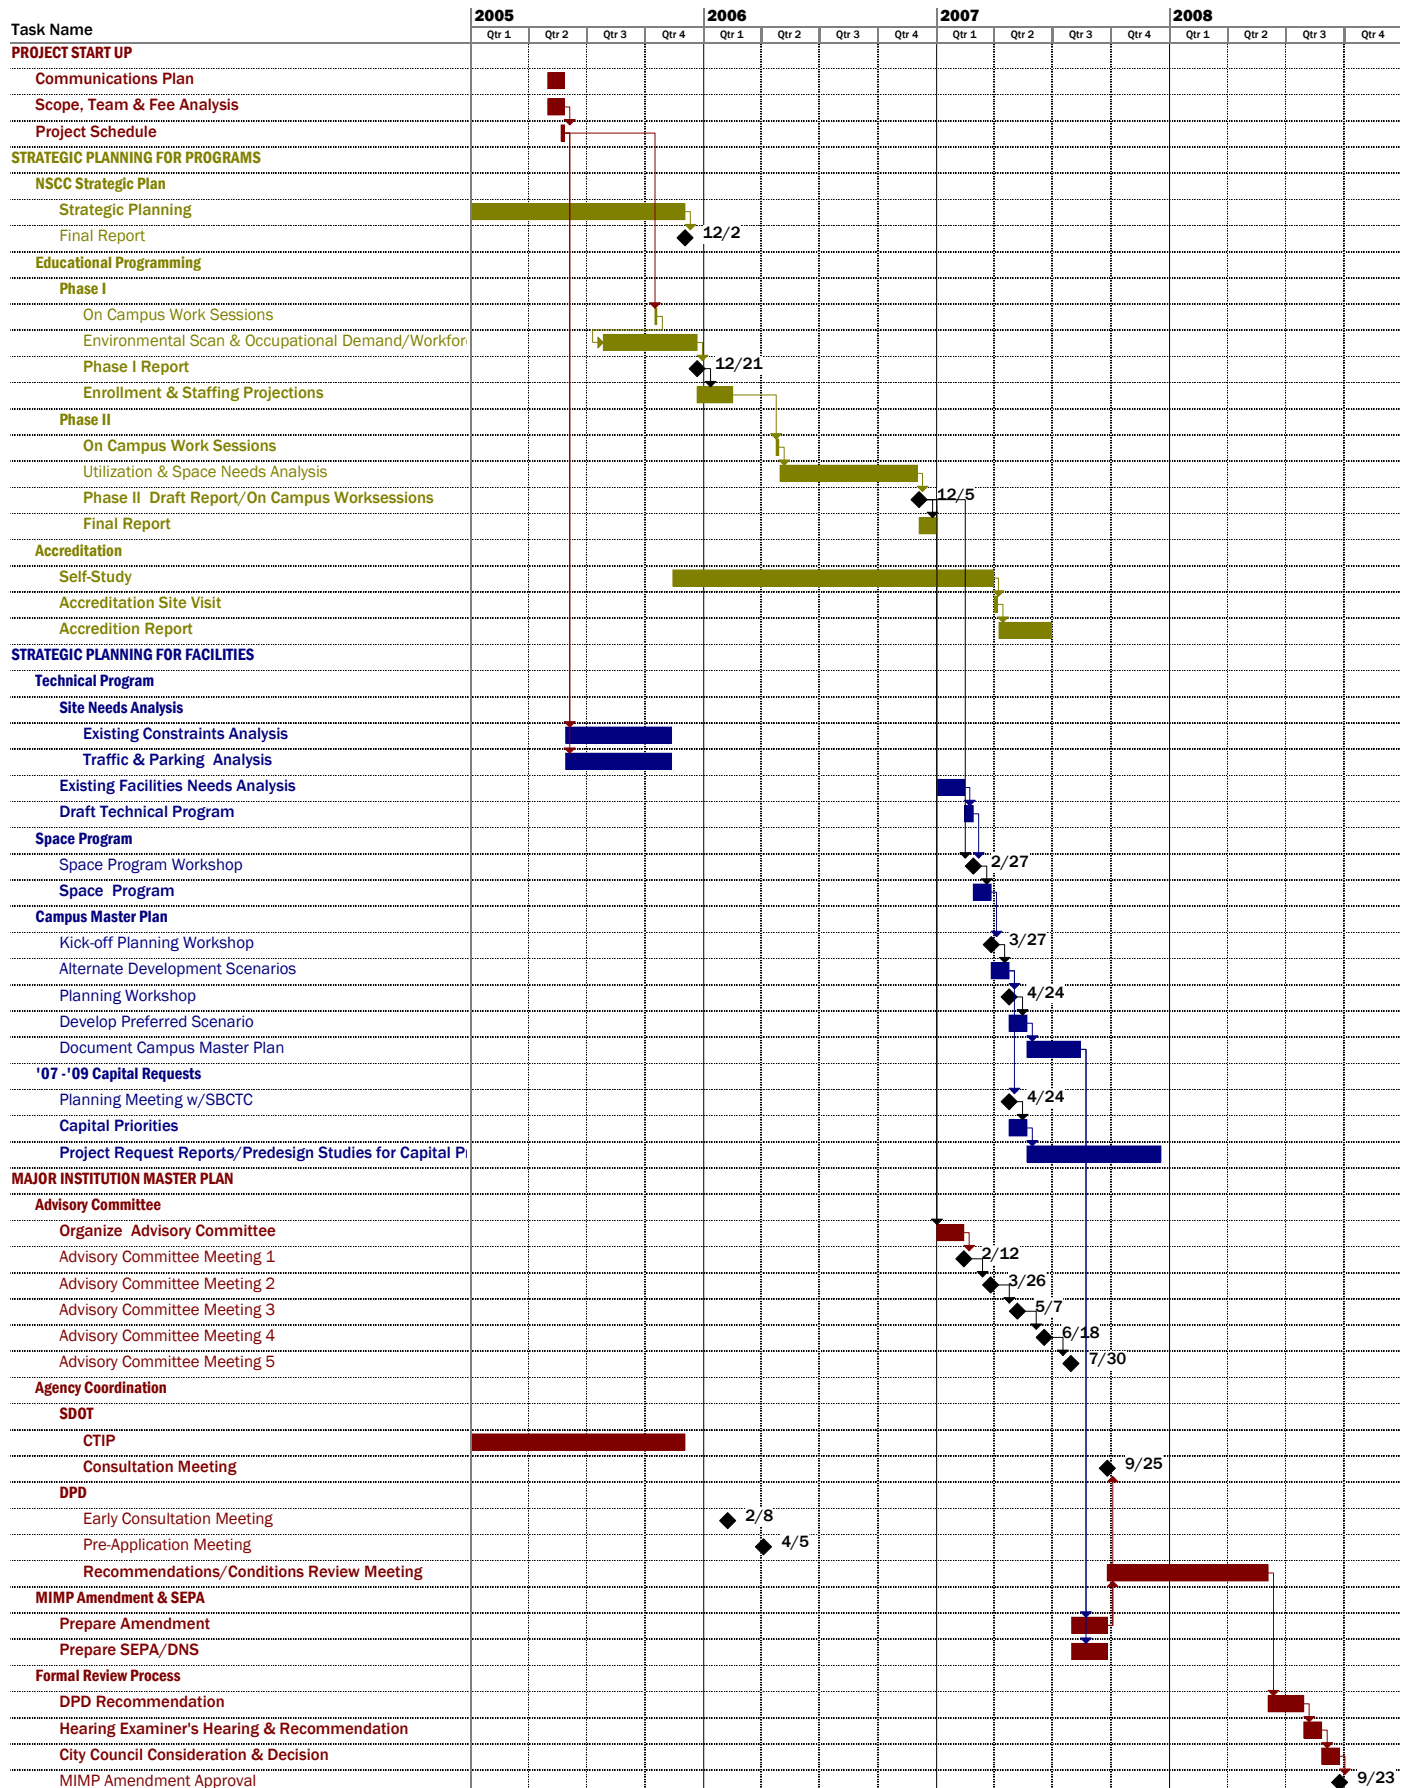 2005 2006 2007 2008
Task Name Qtr 1 Qtr 2 Qtr 3 Qtr 4 Qtr 1 Qtr 2 Qtr 3 Qtr 4 Qtr 1 Qtr 2 Qtr 3 Qtr 4 Qtr 1 Qtr 2 Qtr 3 Qtr 4
PROJECT START UP
Communications Plan
Scope, Team & Fee Analysis
Project Schedule
STRATEGIC PLANNING FOR PROGRAMS
NSCC Strategic Plan
Strategic Planning
Final Report 12/2
Educational Programming
Phase I
On Campus Work Sessions
Environmental Scan & Occupational Demand/Workfor
Phase I Report 12/21
Enrollment & Staffing Projections
Phase II
On Campus Work Sessions
Utilization & Space Needs Analysis
Phase II Draft Report/On Campus Worksessions 12/5
Final Report
Accreditation
Self-Study
Accreditation Site Visit
Accredition Report
STRATEGIC PLANNING FOR FACILITIES
Technical Program
Site Needs Analysis
Existing Constraints Analysis
Traffic & Parking Analysis
Existing Facilities Needs Analysis
Draft Technical Program
Space Program
Space Program Workshop 2/27
Space Program
Campus Master Plan
Kick-off Planning Workshop 3/27
Alternate Development Scenarios
Planning Workshop 4/24
Develop Preferred Scenario
Document Campus Master Plan
'07 -'09 Capital Requests
Planning Meeting w/SBCTC 4/24
Capital Priorities
Project Request Reports/Predesign Studies for Capital P
MAJOR INSTITUTION MASTER PLAN
Advisory Committee
Organize Advisory Committee
Advisory Committee Meeting 1 2/12
Advisory Committee Meeting 2 3/26
Advisory Committee Meeting 3 5/7
Advisory Committee Meeting 4 6/18
Advisory Committee Meeting 5 7/30
Agency Coordination
SDOT
CTIP
Consultation Meeting 9/25
DPD
Early Consultation Meeting 2/8
Pre-Application Meeting 4/5
Recommendations/Conditions Review Meeting
MIMP Amendment & SEPA
Prepare Amendment
Prepare SEPA/DNS
Formal Review Process
DPD Recommendation
Hearing Examiner's Hearing & Recommendation
City Council Consideration & Decision
MIMP Amendment Approval 9/23